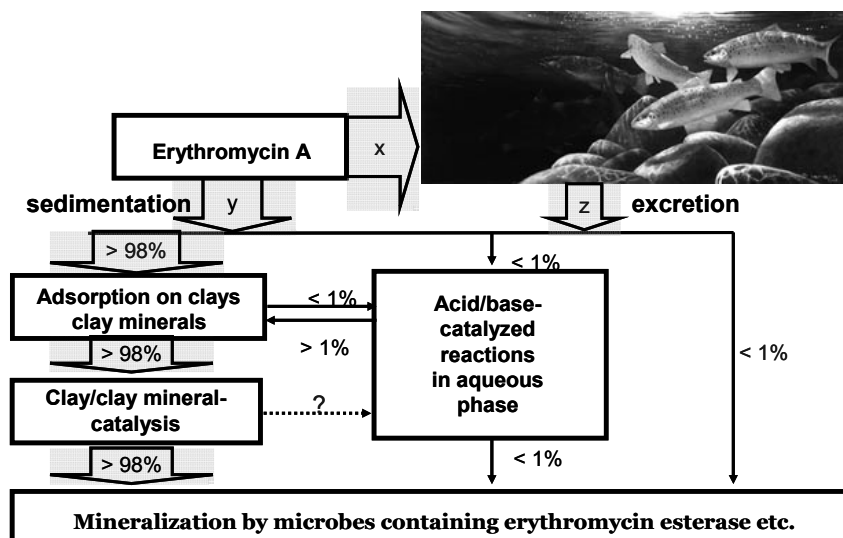 Erythromycin A
x
sedimentation
y
z
excretion
> 98%
< 1%
Adsorption on clays
clay minerals
< 1%
> 1%
Acid/base-
catalyzed
reactions
in aqueous
phase
< 1%
> 98%
Clay/clay mineral-
catalysis
?
> 98%
< 1%
Mineralization by microbes containing erythromycin esterase etc.